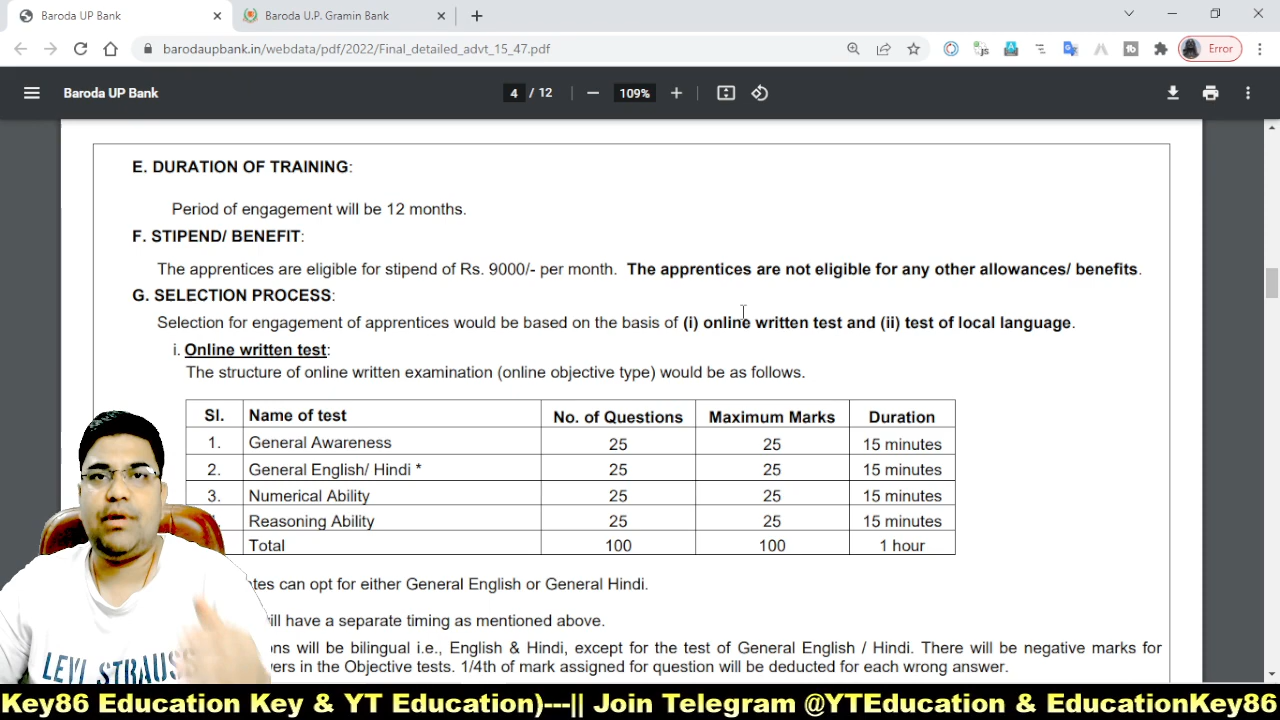 Baroda UP Bank
Baroda U.P. Gramin Bank
barodaupbank.in/webdata/pdf/2022/Final_detailed_advt_15_47.pdf
Error
Baroda UP Bank
4 / 12
109%
E. DURATION OF TRAINING:
Period of engagement will be 12 months.
F. STIPEND/ BENEFIT:
The apprentices are eligible for stipend of Rs. 9000/- per month. The apprentices are not eligible for any other allowances/ benefits.
G. SELECTION PROCESS:
Selection for engagement of apprentices would be based on the basis of (i) online written test and (ii) test of local language.
i. Online written test:
The structure of online written examination (online objective type) would be as follows.
Sl. Name of test No. of Questions Maximum Marks Duration
1. General Awareness 25 25 15 minutes
2. General English/ Hindi * 25 25 15 minutes
3. Numerical Ability 25 25 15 minutes
Reasoning Ability 25 25 15 minutes
Total 100 100 1 hour
can opt for either General English or General Hindi.
have a separate timing as mentioned above.
will be bilingual i.e., English & Hindi, except for the test of General English / Hindi. There will be negative marks for
in the Objective tests. 1/4th of mark assigned for question will be deducted for each wrong answer.
LEVI STRAUSS
Key86 Education Key & YT Education)---|| Join Telegram @YTEducation & EducationKey86